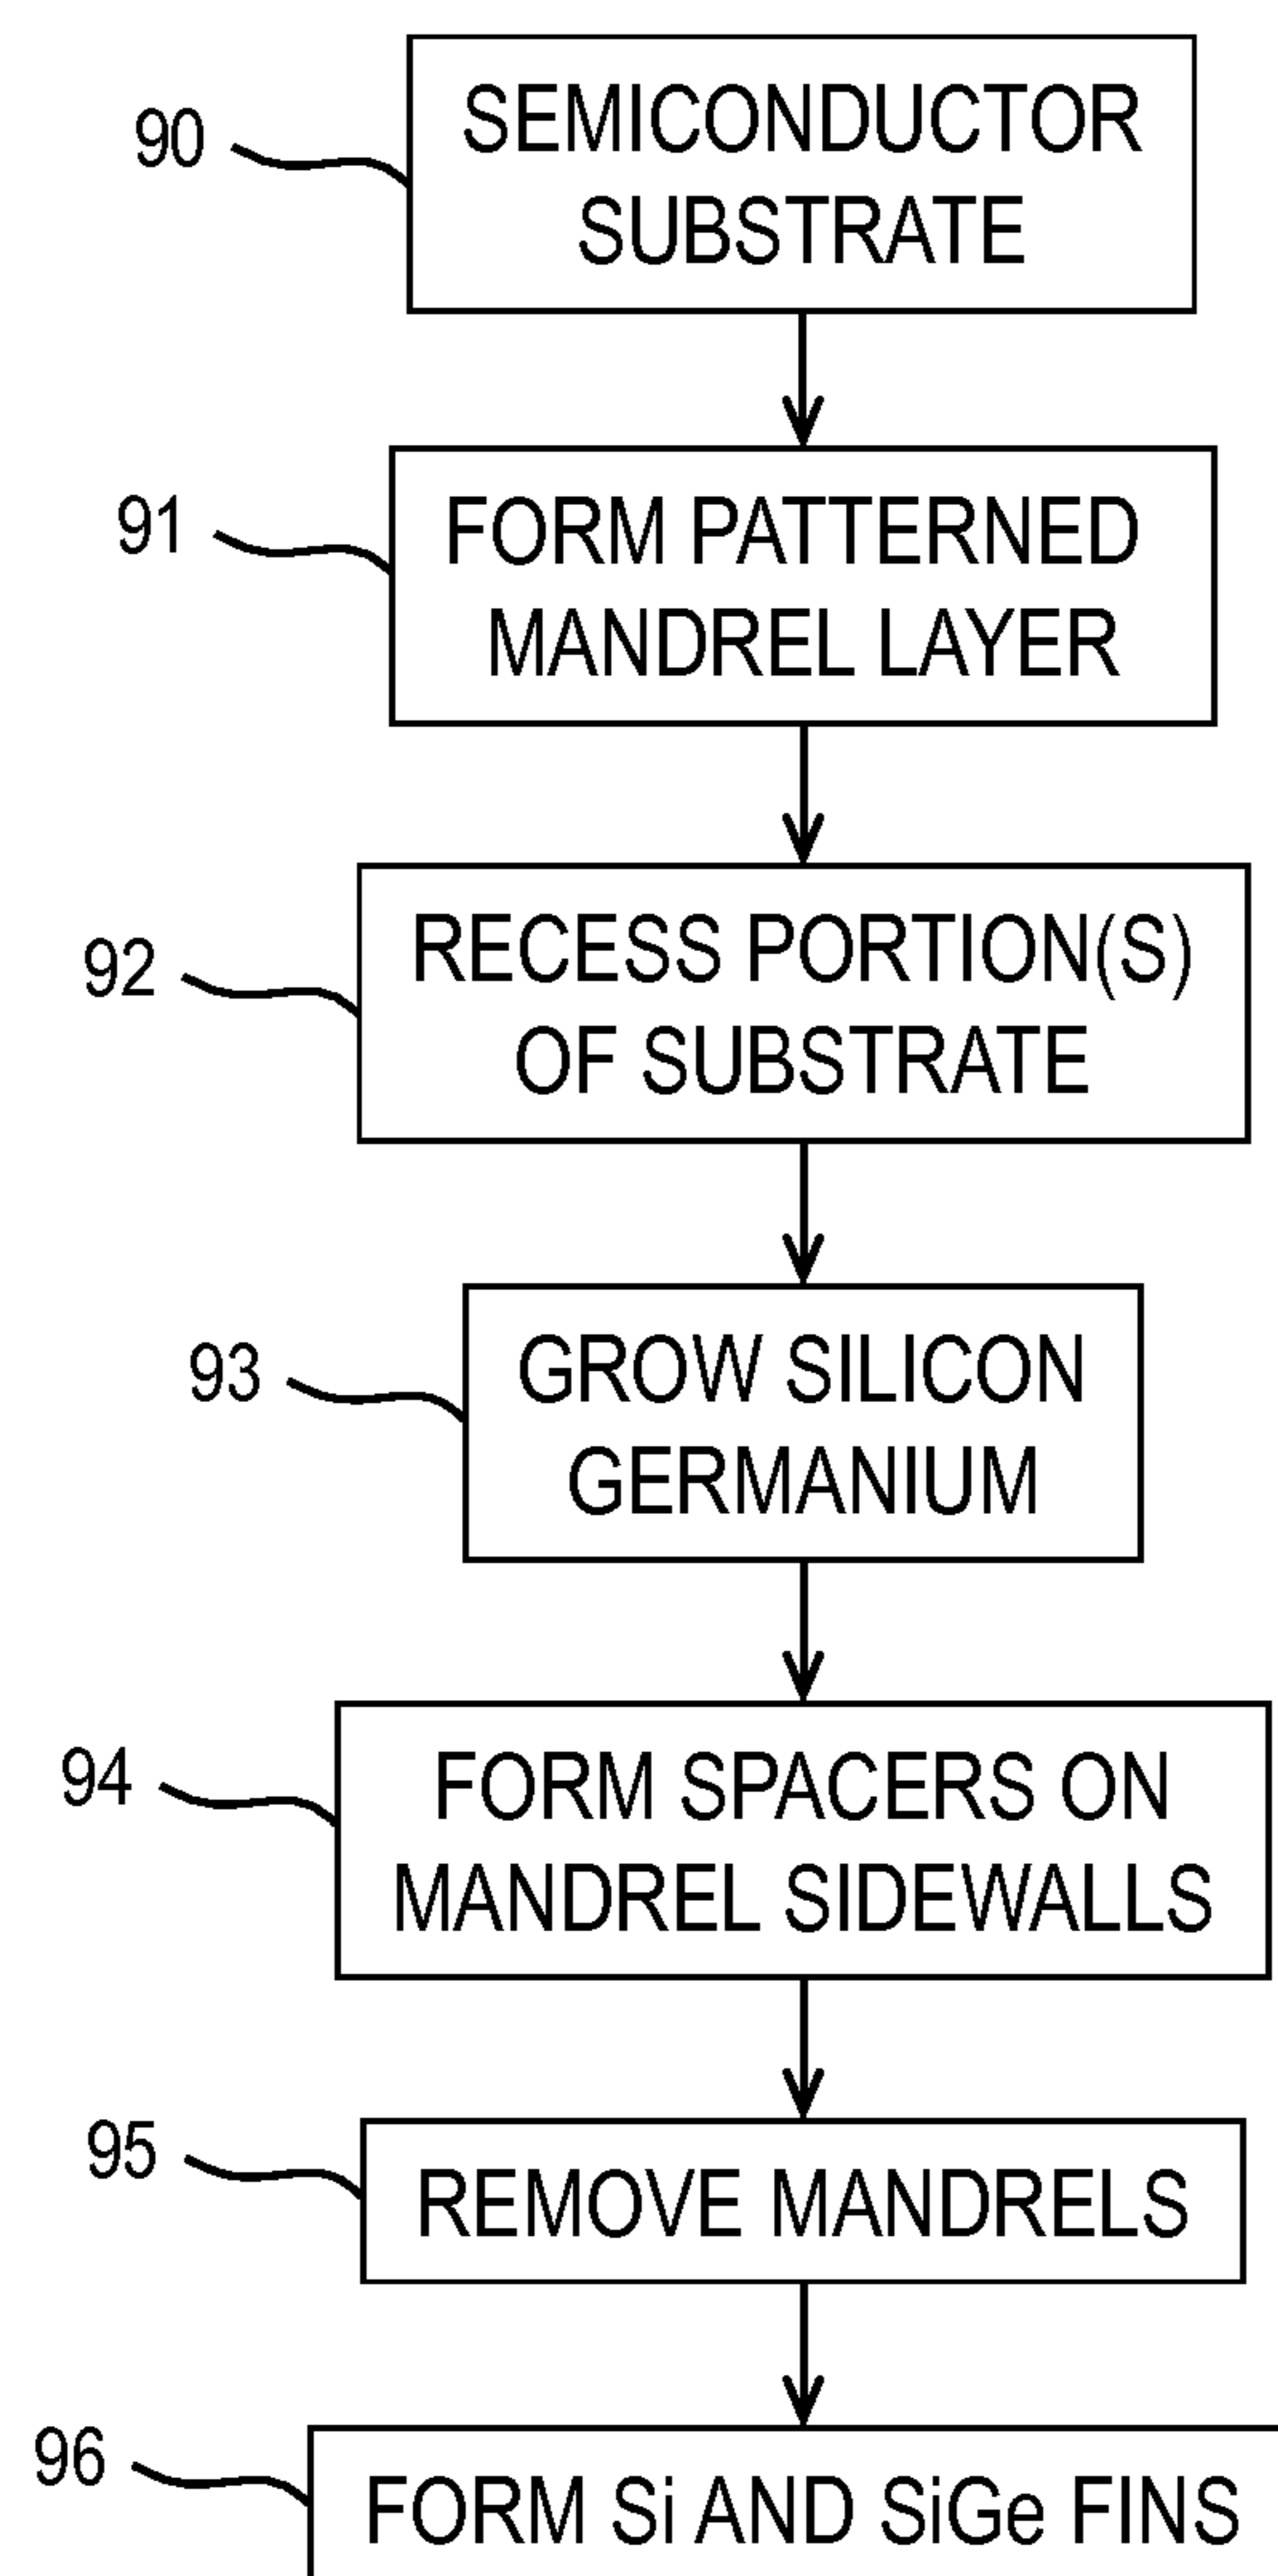 90
SEMICONDUCTOR
SUBSTRATE
91
FORM PATTERNED
MANDREL LAYER
92
RECESS PORTION(S)
OF SUBSTRATE
93
GROW SILICON
GERMANIUM
94
FORM SPACERS ON
MANDREL SIDEWALLS
95
REMOVE MANDRELS
96
FORM Si AND SiGe FINS